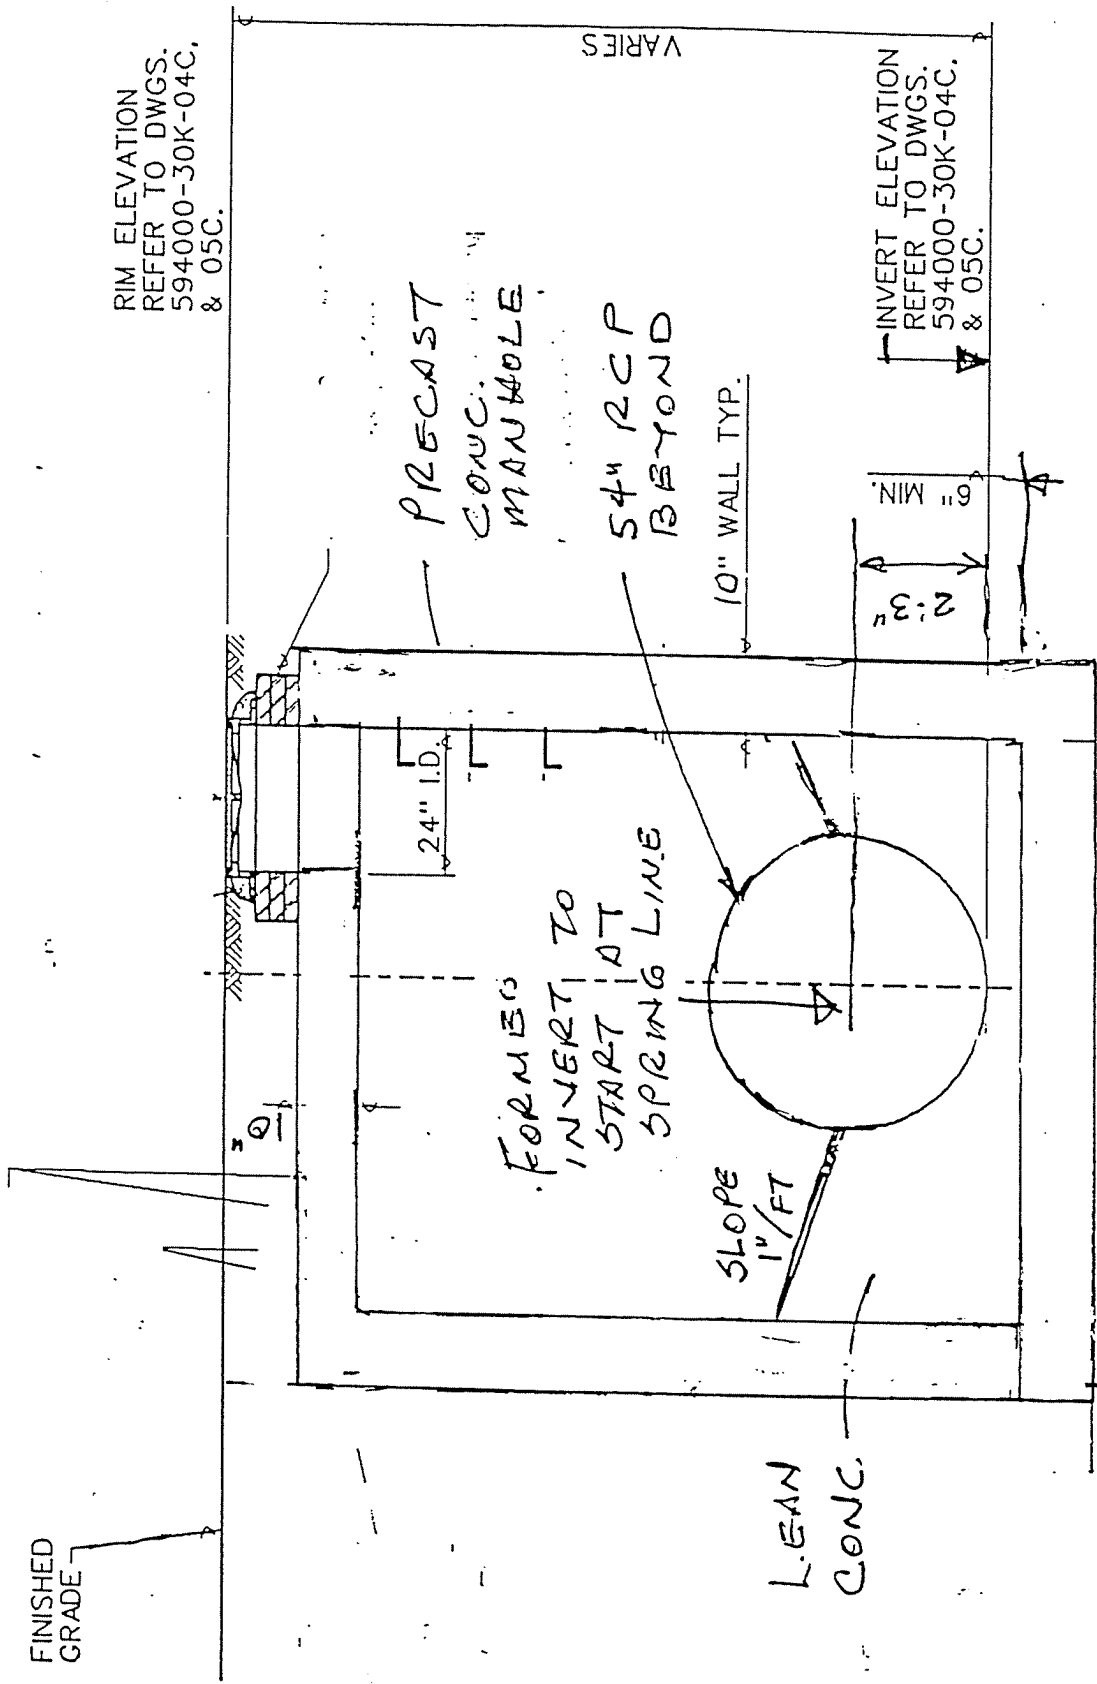 FINISHED
GRADE
RIM ELEVATION
REFER TO DWGS.
594000-30K-04C,
& 05C.
VARIES
PRECAST
CONC.
MANHOLE
54" RCP
BEYOND
10" WALL TYP.
INVERT ELEVATION
REFER TO DWGS.
594000-30K-04C,
& 05C.
6" MIN.
2'-3"
24" I.D.
FORMED
INVERT TO
START AT
SPRING LINE
SLOPE
1"/FT
LEAN
CONC.